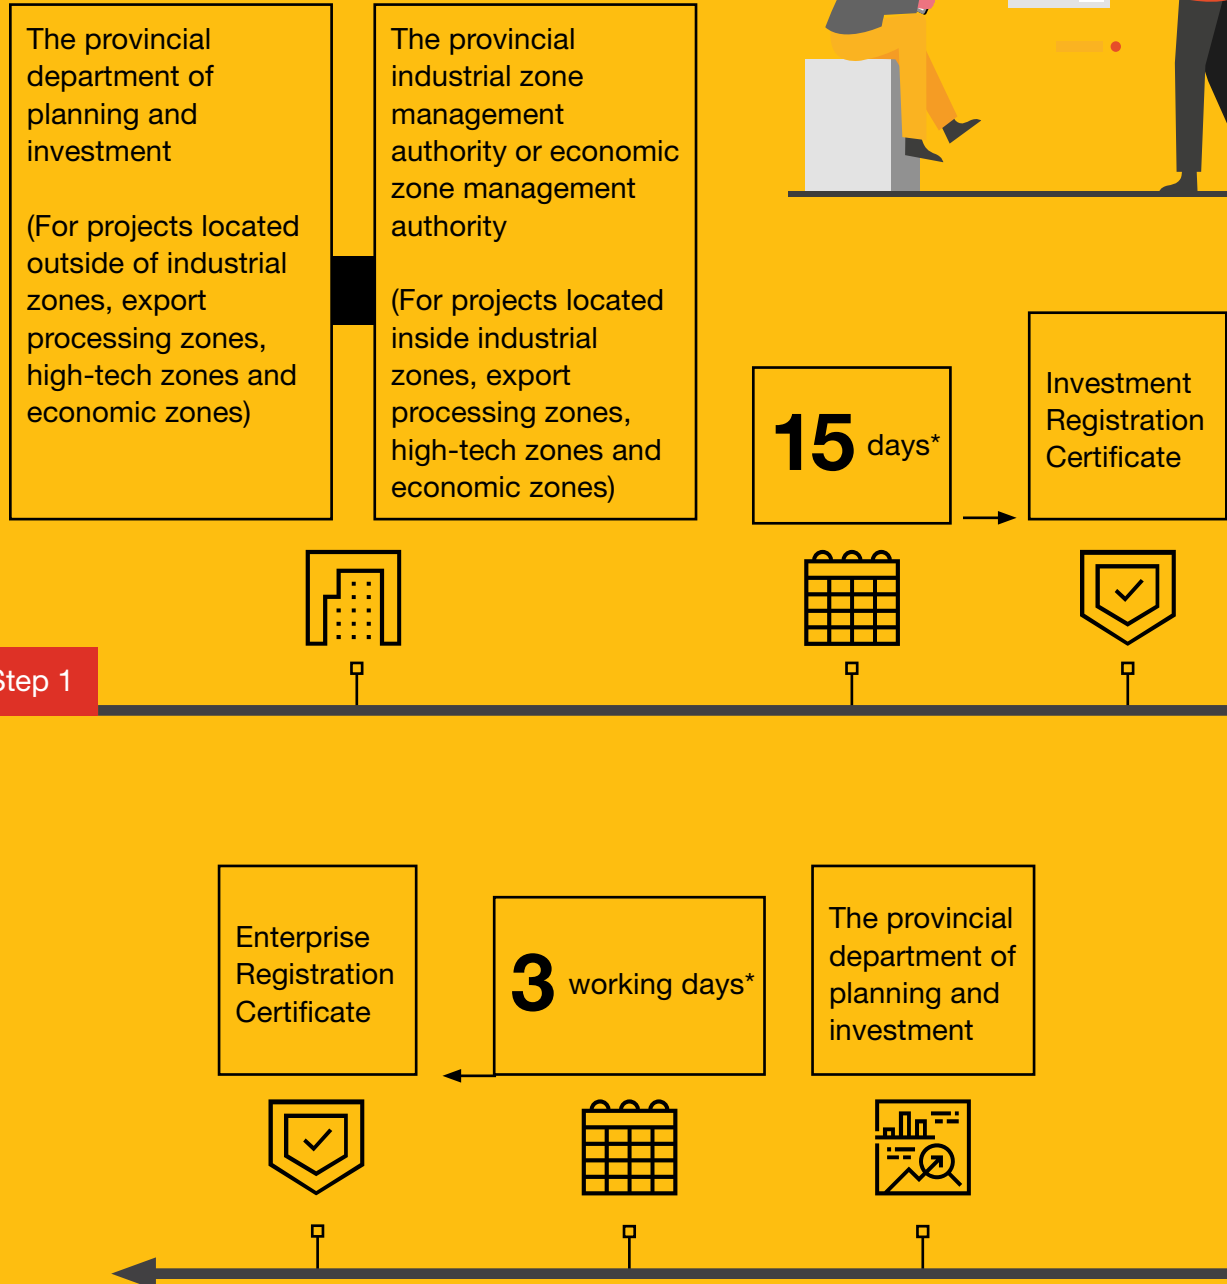 The provincial
department of
planning and
investment
(For projects located
outside of industrial
zones, export
processing zones,
high-tech zones and
economic zones)
The provincial
industrial zone
management
authority or economic
zone management
authority
(For projects located
inside industrial
zones, export
processing zones,
high-tech zones and
economic zones)
15 days*
Investment
Registration
Certificate
Step 1
Enterprise
Registration
Certificate
3 working days*
The provincial
department of
planning and
investment